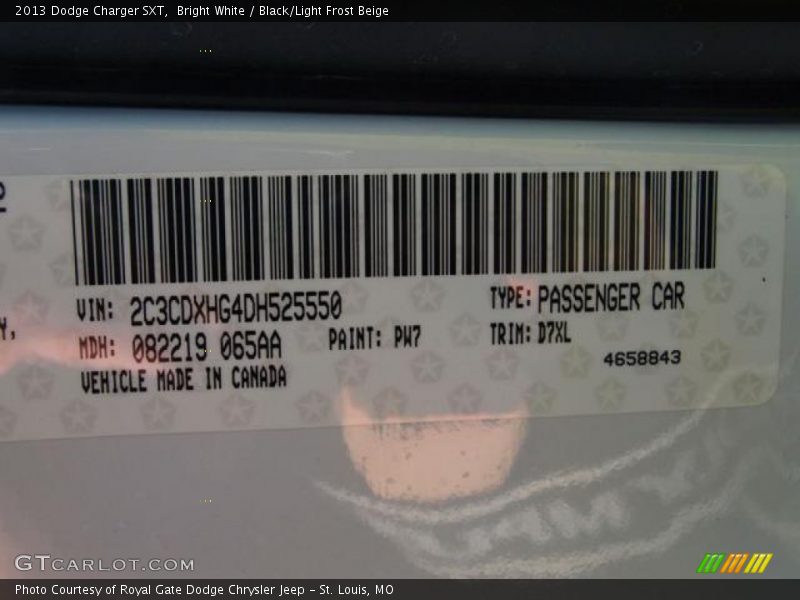 2013 Dodge Charger SXT,  Bright White / Black/Light Frost Beige
VIN: 2C3CDXHG4DH525550
TYPE: PASSENGER CAR
MDH: 082219 065AA
PAINT: PW7
TRIM: D7XL
VEHICLE MADE IN CANADA
4658843
GTCARLOT.COM
Photo Courtesy of Royal Gate Dodge Chrysler Jeep – St. Louis, MO